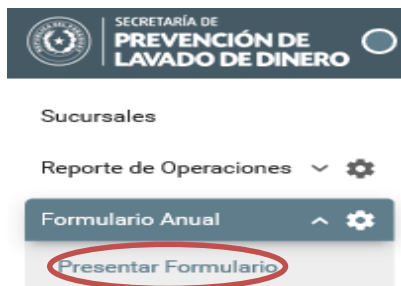 SECRETARÍA DE
PREVENCIÓN DE
LAVADO DE DINERO
Sucursales
Reporte de Operaciones
Formulario Anual
Presentar Formulario